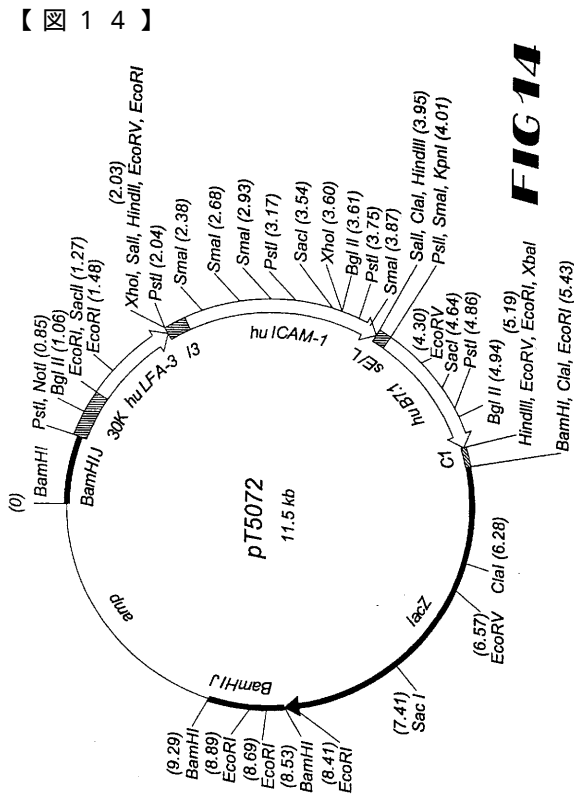 【図１４】
FIG 14
(0)
BamHI
PstI, NotI (0.85)
Bgl II (1.06)
EcoRI, SacII (1.27)
EcoRI (1.48)
(2.03)
XhoI, SalI, HindII, EcoRV, EcoRI
PstI (2.04)
SmaI (2.38)
SmaI (2.68)
SmaI (2.93)
PstI (3.17)
SacI (3.54)
XhoI (3.60)
Bgl II (3.61)
PstI (3.75)
SmaI (3.87)
SalI, ClaI, HindIII (3.95)
PslI, SmaI, KpnI (4.01)
(4.30)
EcoRV
SacI (4.64)
PstI (4.86)
Bgl II (4.94)
(5.19)
HindIII, EcoRV, EcoRI, XbaI
BamHI, ClaI, EcoRI (5.43)
ClaI (6.28)
(6.57)
EcoRV
(7.41)
Sac I
(8.41)
EcoRI
(8.53)
BamHI
(8.69)
EcoRI
(8.89)
EcoRI
(9.29)
BamHI
BamHI J
30K
hu LFA-3
I3
hu ICAM-1
sE/L
huB7.1
C1
lacZ
BamHI J
amp
pT5072
11.5 kb